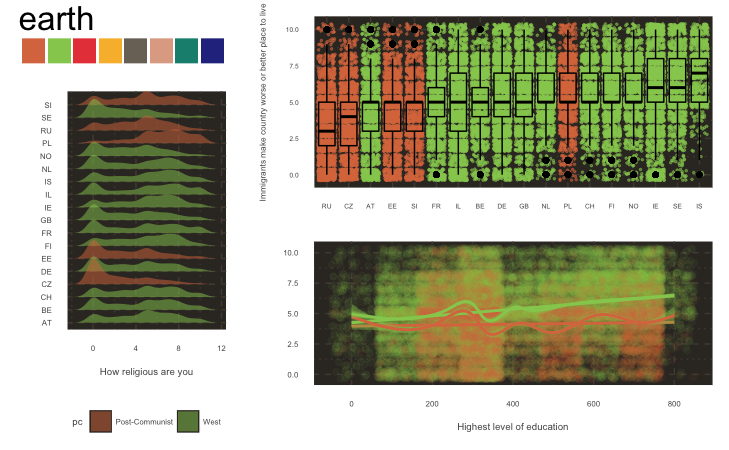 earth
SI
SE
RU
PL
NO
NL
IS
IL
IE
GB
FR
FI
EE
DE
CZ
CH
BE
AT
0 4 8 12
How religious are you
pc Post-Communist West
Immigrants make country worse or better place to live
10.0
7.5
5.0
2.5
0.0
RU CZ AT EE SI FR IL BE DE GB NL PL CH FI NO IE SE IS
10.0
7.5
5.0
2.5
0.0
0 200 400 600 800
Highest level of education